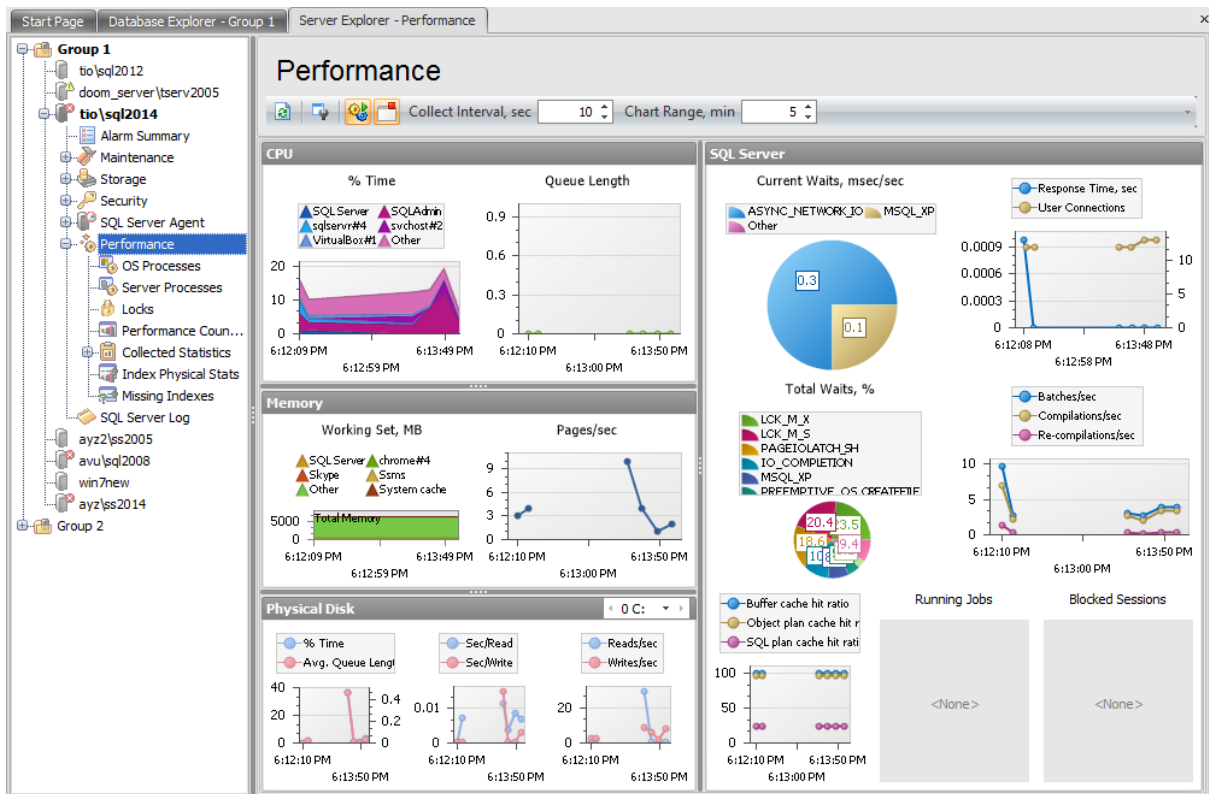 Start Page
Database Explorer - Group 1
Server Explorer - Performance
Group 1
tio\sql2012
doom_server\tserv2005
tio\sql2014
Alarm Summary
Maintenance
Storage
Security
SQL Server Agent
Performance
OS Processes
Server Processes
Locks
Performance Coun...
Collected Statistics
Index Physical Stats
Missing Indexes
SQL Server Log
ayz2\ss2005
avu\sql2008
win7new
ayz\ss2014
Group 2
Performance
Collect Interval, sec 10 Chart Range, min 5
CPU
% Time
SQL Server SQLAdmin
sqlservr#4 svchost#2
VirtualBox#1 Other
20
10
0
6:12:09 PM 6:13:49 PM
6:12:59 PM
Queue Length
0.9
0.6
0.3
0
6:12:10 PM 6:13:50 PM
6:13:00 PM
Memory
Working Set, MB
SQL Server chrome#4
Skype Ssms
Other System cache
5000 Total Memory
0
6:12:09 PM 6:13:49 PM
6:12:59 PM
Pages/sec
9
6
3
0
6:12:10 PM 6:13:50 PM
6:13:00 PM
Physical Disk
0 C:
% Time
Avg. Queue Lengt
40
20
0
0.4
0.2
0
6:12:10 PM
6:13:50 PM
Sec/Read
Sec/Write
0.01
0
6:12:10 PM
6:13:50 PM
Reads/sec
Writes/sec
20
0
6:12:10 PM
6:13:50 PM
SQL Server
Current Waits, msec/sec
ASYNC_NETWORK_IO MSQL_XP
Other
0.3
0.1
Response Time, sec
User Connections
0.0009
0.0006
0.0003
0
10
5
0
6:12:08 PM 6:13:48 PM
6:12:58 PM
Total Waits, %
LCK_M_X
LCK_M_S
PAGEIOLATCH_SH
IO_COMPLETION
MSQL_XP
PREEMPTIVE_OS_CREATEFILE
20.4
23.5
18.6
9.4
Batches/sec
Compilations/sec
Re-compilations/sec
10
5
0
6:12:10 PM 6:13:50 PM
6:13:00 PM
Buffer cache hit ratio
Object plan cache hit r
SQL plan cache hit rati
100
50
0
6:12:10 PM 6:13:50 PM
6:13:00 PM
Running Jobs
<None>
Blocked Sessions
<None>